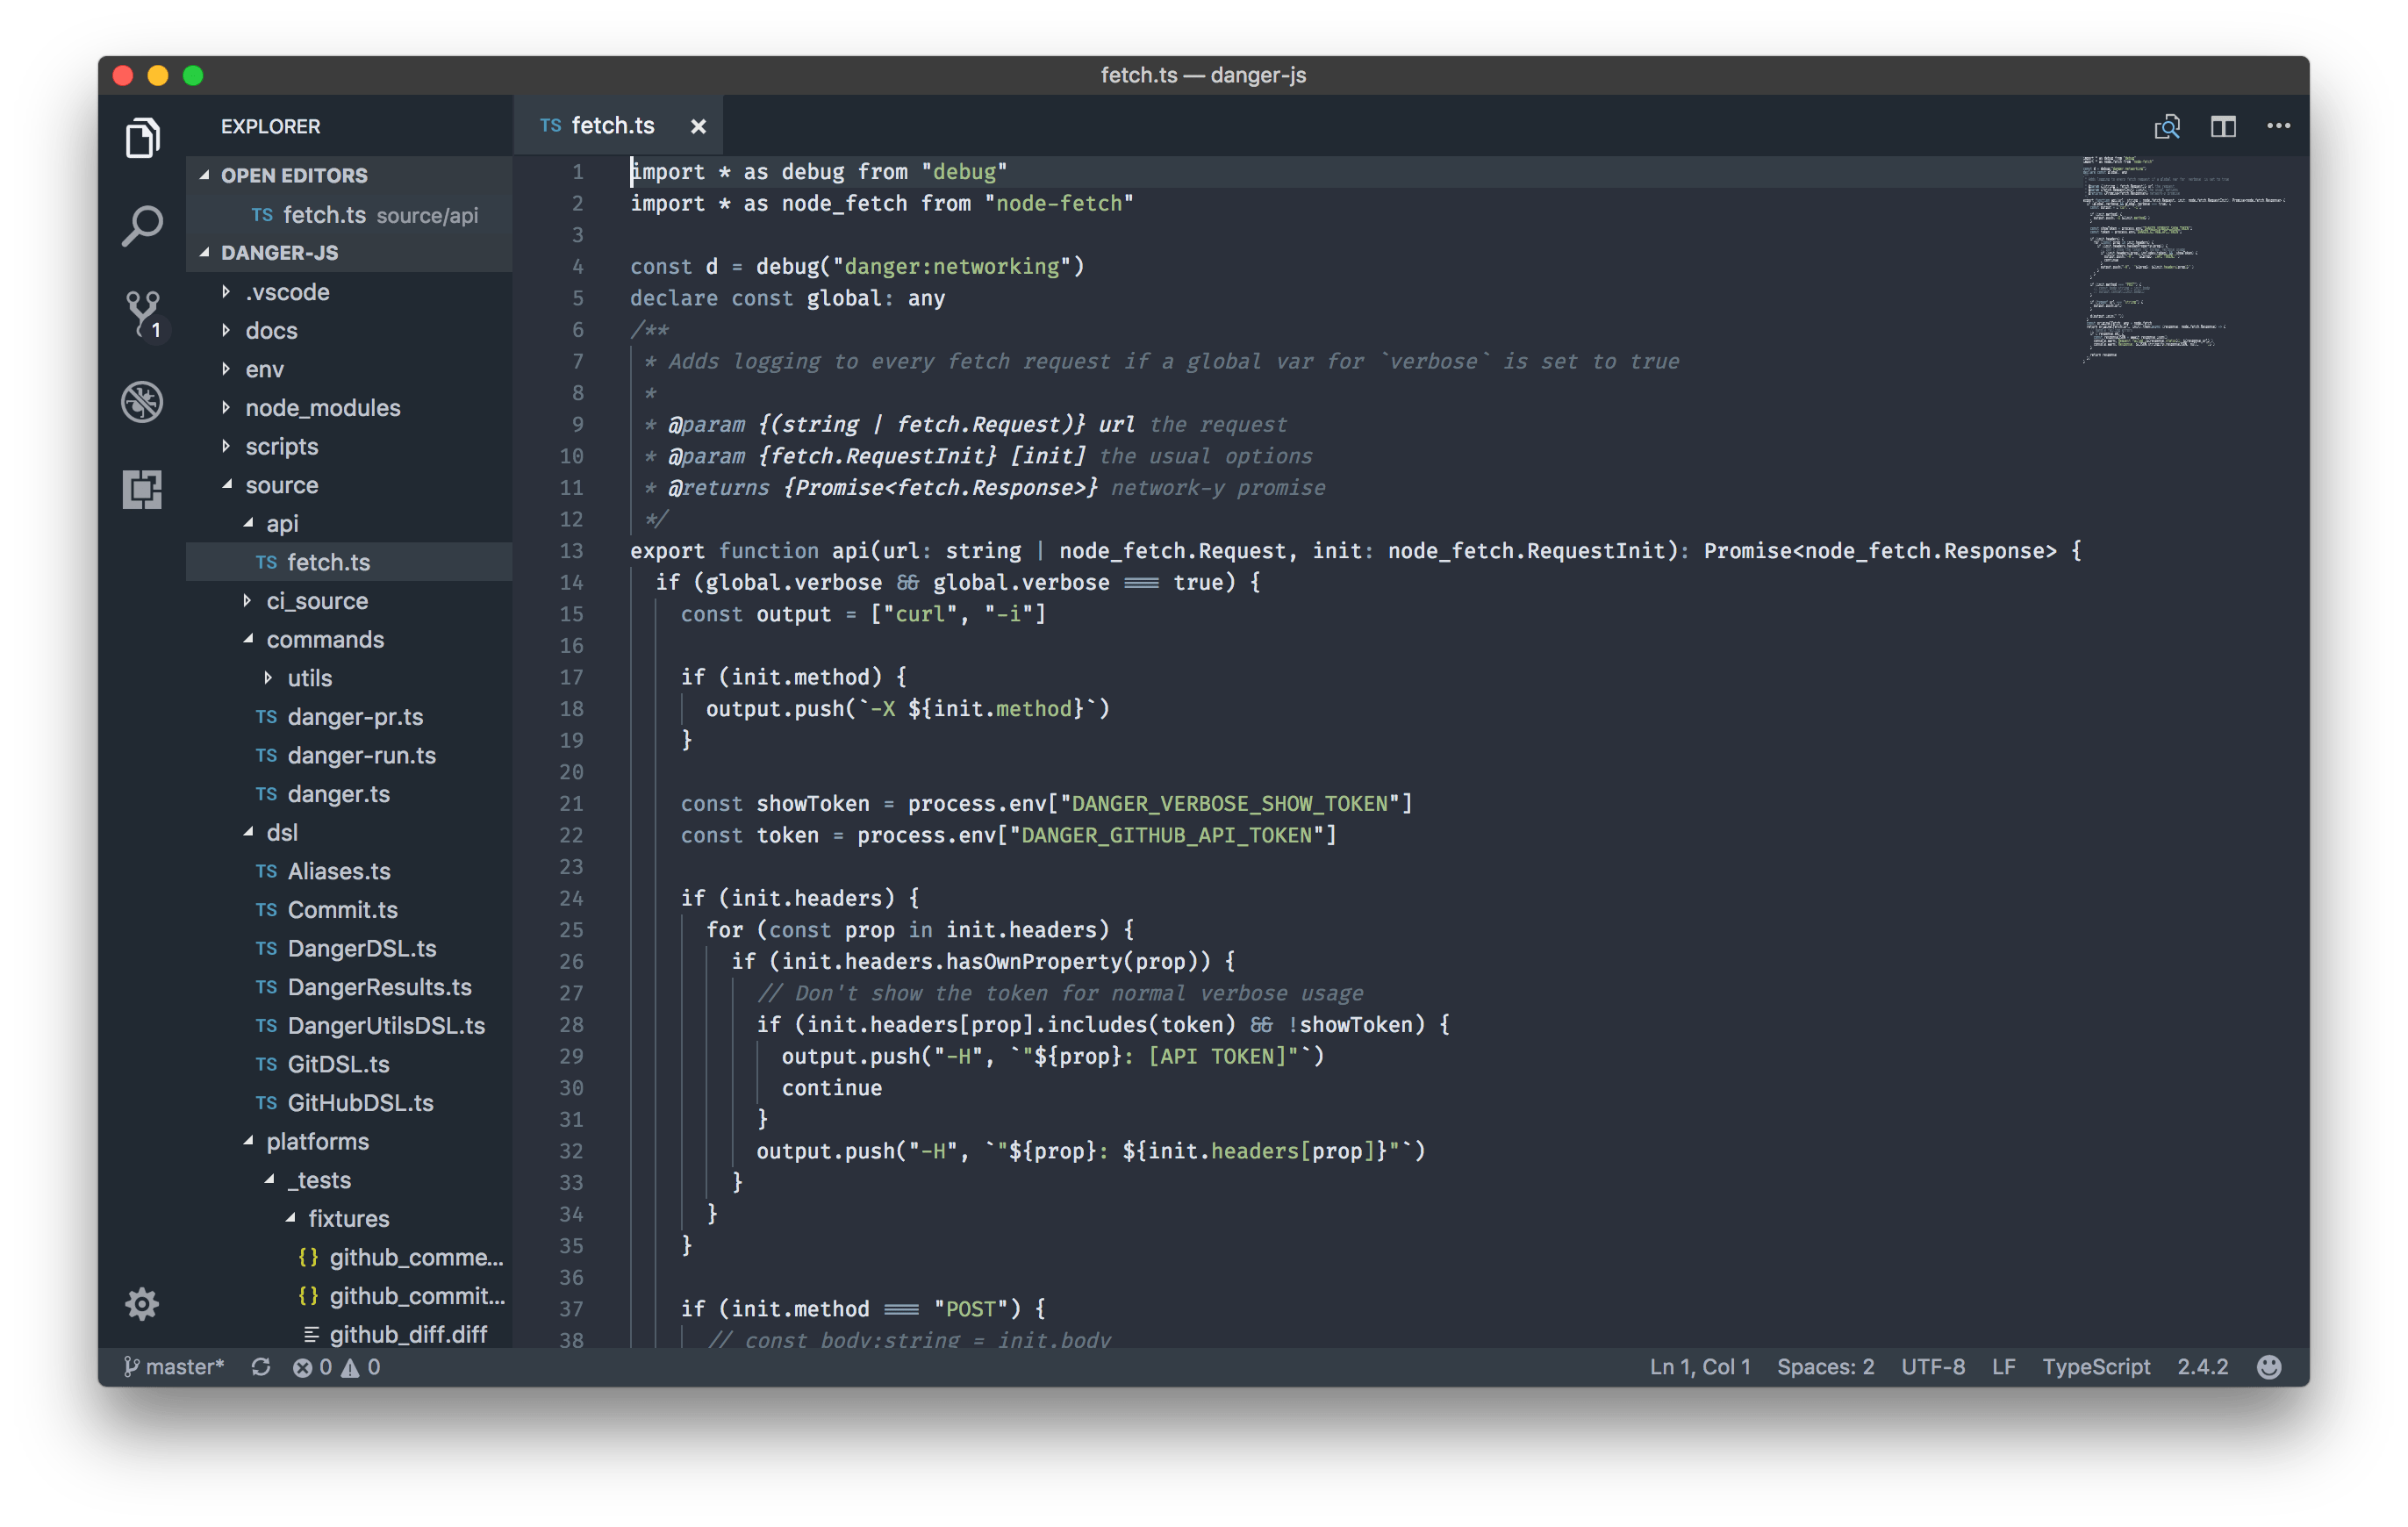 fetch.ts — danger-js
EXPLORER
OPEN EDITORS
TS fetch.ts source/api
DANGER-JS
.vscode
docs
env
node_modules
scripts
source
api
TS fetch.ts
ci_source
commands
utils
TS danger-pr.ts
TS danger-run.ts
TS danger.ts
dsl
TS Aliases.ts
TS Commit.ts
TS DangerDSL.ts
TS DangerResults.ts
TS DangerUtilsDSL.ts
TS GitDSL.ts
TS GitHubDSL.ts
platforms
_tests
fixtures
{} github_comme...
{} github_commit...
github_diff.diff
1
TS fetch.ts ×
1 import * as debug from "debug"
2 import * as node_fetch from "node-fetch"
3
4 const d = debug("danger:networking")
5 declare const global: any
6 /**
7  * Adds logging to every fetch request if a global var for `verbose` is set to true
8  *
9  * @param {(string | fetch.Request)} url the request
10  * @param {fetch.RequestInit} [init] the usual options
11  * @returns {Promise<fetch.Response>} network-y promise
12  */
13 export function api(url: string | node_fetch.Request, init: node_fetch.RequestInit): Promise<node_fetch.Response> {
14   if (global.verbose && global.verbose === true) {
15     const output = ["curl", "-i"]
16
17     if (init.method) {
18       output.push(`-X ${init.method}`)
19     }
20
21     const showToken = process.env["DANGER_VERBOSE_SHOW_TOKEN"]
22     const token = process.env["DANGER_GITHUB_API_TOKEN"]
23
24     if (init.headers) {
25       for (const prop in init.headers) {
26         if (init.headers.hasOwnProperty(prop)) {
27           // Don't show the token for normal verbose usage
28           if (init.headers[prop].includes(token) && !showToken) {
29             output.push("-H", `"${prop}: [API TOKEN]"`)
30             continue
31           }
32           output.push("-H", `"${prop}: ${init.headers[prop]}"`)
33         }
34       }
35     }
36
37     if (init.method === "POST") {
38       // const body:string = init.body
master* 0 0
Ln 1, Col 1 Spaces: 2 UTF-8 LF TypeScript 2.4.2